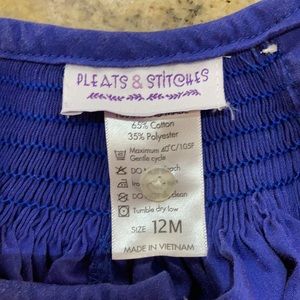 PLEATS & STITCHES
65% Cotton
35% Polyester
Maximum 40°C/105F
Gentle cycle
DO
DO
Tumble dry low
SIZE 12M
MADE IN VIETNAM